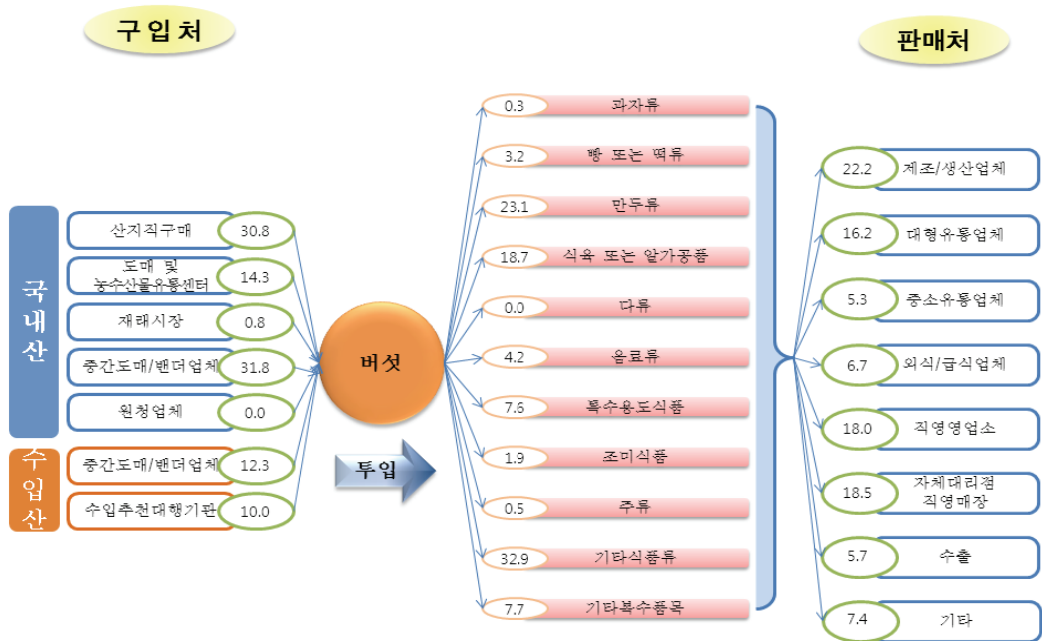 구입처
판매처
국내산
산지직구매 30.8
도매 및
농수산물유통센터 14.3
재래시장 0.8
중간도매/밴더업체 31.8
원청업체 0.0
수입산
중간도매/밴더업체 12.3
수입추천대행기관 10.0
버섯
투입
0.3 과자류
3.2 빵 또는 떡류
23.1 만두류
18.7 식육 또는 알가공품
0.0 다류
4.2 음료류
7.6 복수용도식품
1.9 조미식품
0.5 주류
32.9 기타식품류
7.7 기타복수품목
22.2 제조/생산업체
16.2 대형유통업체
5.3 중소유통업체
6.7 외식/급식업체
18.0 직영영업소
18.5 자체대리점
직영매장
5.7 수출
7.4 기타